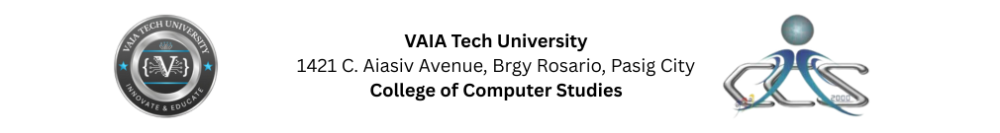 VAIA TECH UNIVERSITY
{V}
INNOVATE & EDUCATE
VAIA Tech University
1421 C. Aiasiv Avenue, Brgy Rosario, Pasig City
College of Computer Studies
CCS
2000